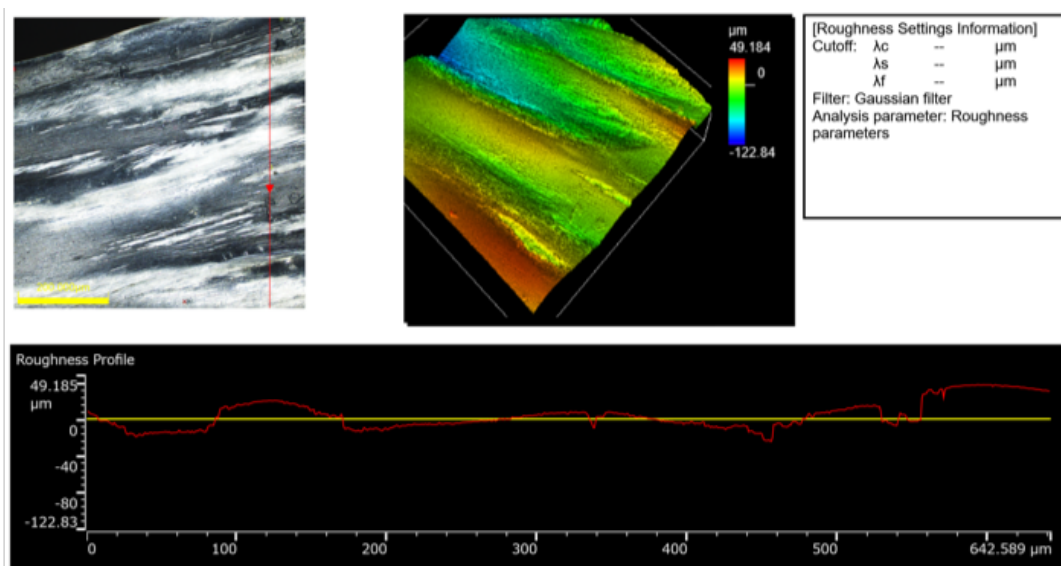 µm
49.184
0
-122.84
[Roughness Settings Information]
Cutoff: λc -- µm
λs -- µm
λf -- µm
Filter: Gaussian filter
Analysis parameter: Roughness
parameters
Roughness Profile
49.185
µm
0
-40
-80
-122.83
0 100 200 300 400 500 642.589 µm